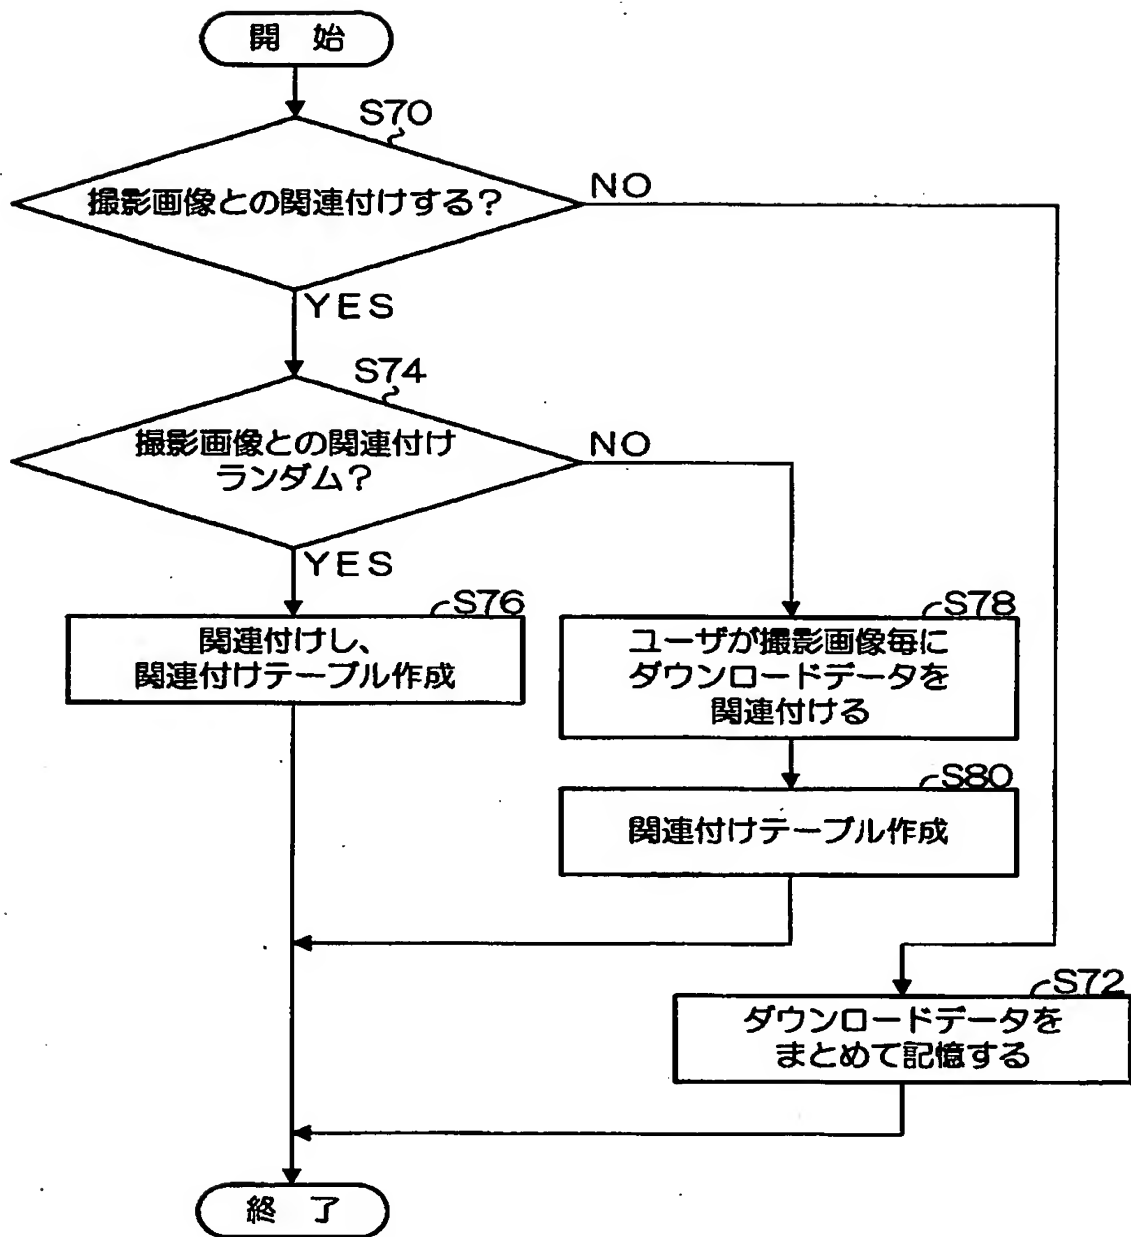 開 始
S70
撮影画像との関連付けする?
NO
YES
S74
撮影画像との関連付け
ランダム?
NO
YES
S76
関連付けし、
関連付けテーブル作成
S78
ユーザが撮影画像毎に
ダウンロードデータを
関連付ける
S80
関連付けテーブル作成
S72
ダウンロードデータを
まとめて記憶する
終 了